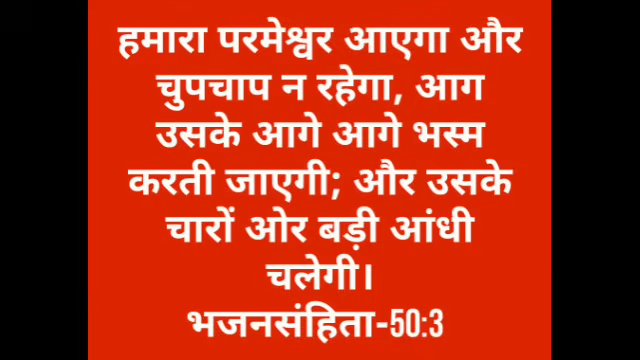 हमारा परमेश्वर आएगा और
चुपचाप न रहेगा, आग
उसके आगे आगे भस्म
करती जाएगी; और उसके
चारों ओर बड़ी आंधी
चलेगी।
भजनसंहिता-50:3